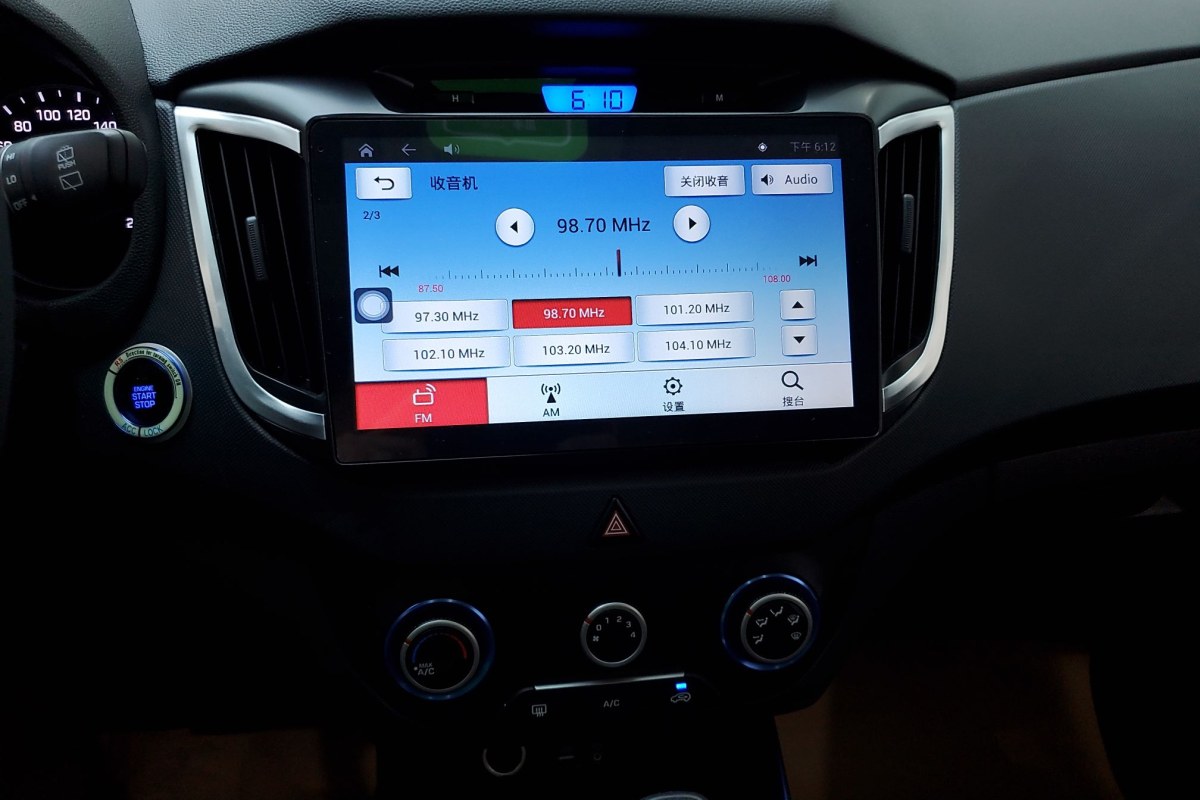 H M
6:10
80 100 120 140
HI
LO
OFF
PUSH
下午 6:12
收音机 关闭收音 Audio
2/3
98.70 MHz
87.50 108.00
97.30 MHz 98.70 MHz 101.20 MHz
102.10 MHz 103.20 MHz 104.10 MHz
FM AM 设置 搜台
ENGINE
START
STOP
ACC LOCK
0 1 2 3 4
MAX
A/C
A/C